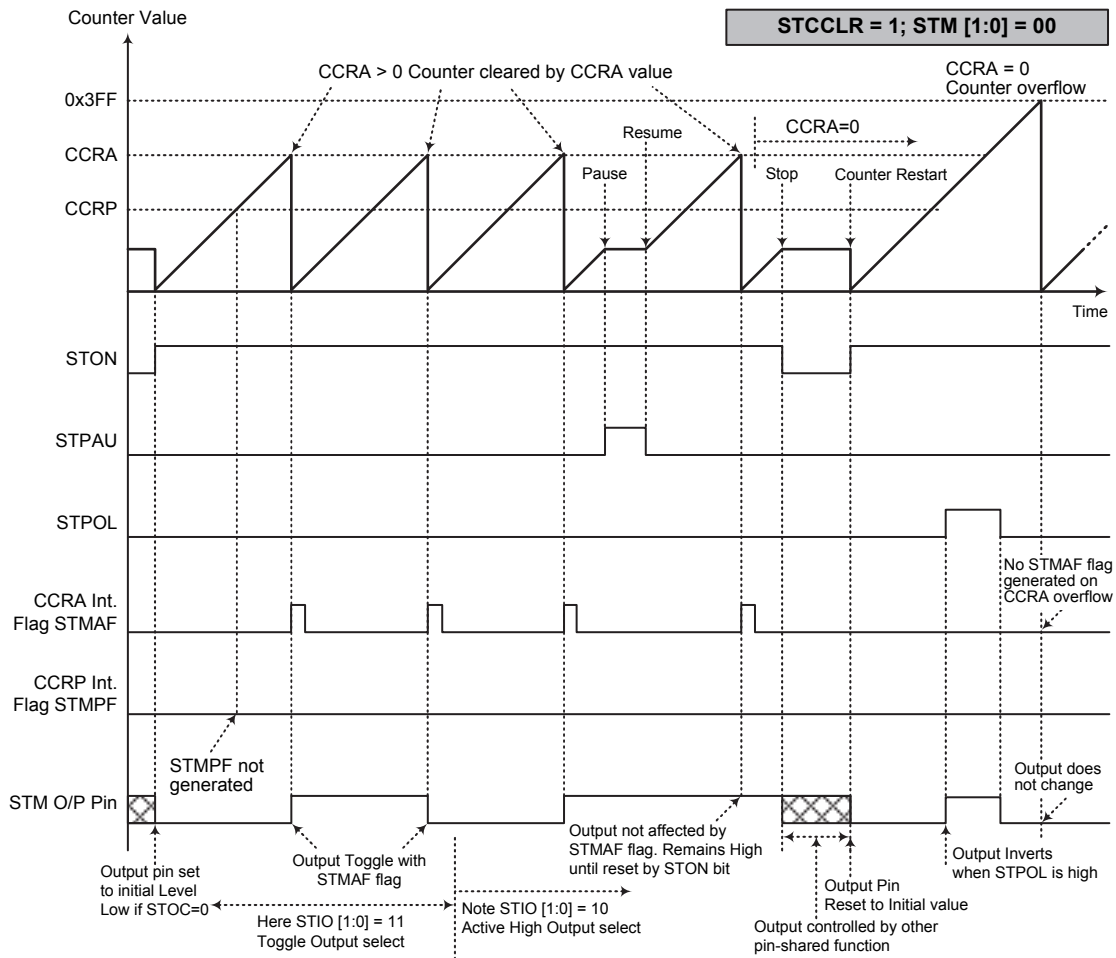 Counter Value
STCCLR = 1; STM [1:0] = 00
CCRA > 0 Counter cleared by CCRA value
CCRA = 0
Counter overflow
0x3FF
Resume
CCRA=0
CCRA
Pause
Stop
Counter Restart
CCRP
Time
STON
STPAU
STPOL
No STMAF flag
generated on
CCRA overflow
CCRA Int.
Flag STMAF
CCRP Int.
Flag STMPF
STMPF not
generated
Output does
not change
STM O/P Pin
Output pin set
to initial Level
Low if STOC=0
Output Toggle with
STMAF flag
Output not affected by
STMAF flag. Remains High
until reset by STON bit
Output Inverts
when STPOL is high
Output Pin
Reset to Initial value
Here STIO [1:0] = 11
Toggle Output select
Note STIO [1:0] = 10
Active High Output select
Output controlled by other
pin-shared function